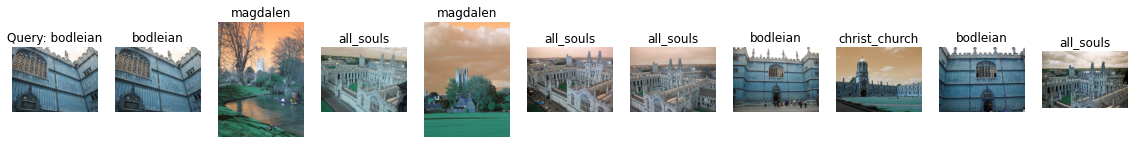 Query: bodleian
bodleian
magdalen
all_souls
magdalen
all_souls
all_souls
bodleian
christ_church
bodleian
all_souls